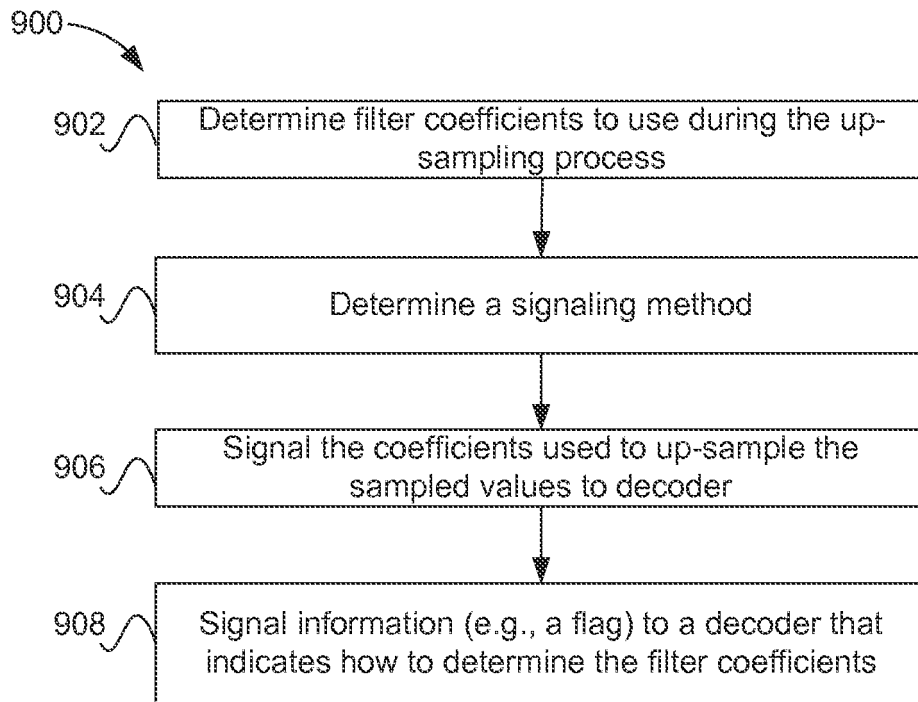 900
902
Determine filter coefficients to use during the up-
sampling process
904
Determine a signaling method
906
Signal the coefficients used to up-sample the
sampled values to decoder
908
Signal information (e.g., a flag) to a decoder that
indicates how to determine the filter coefficients